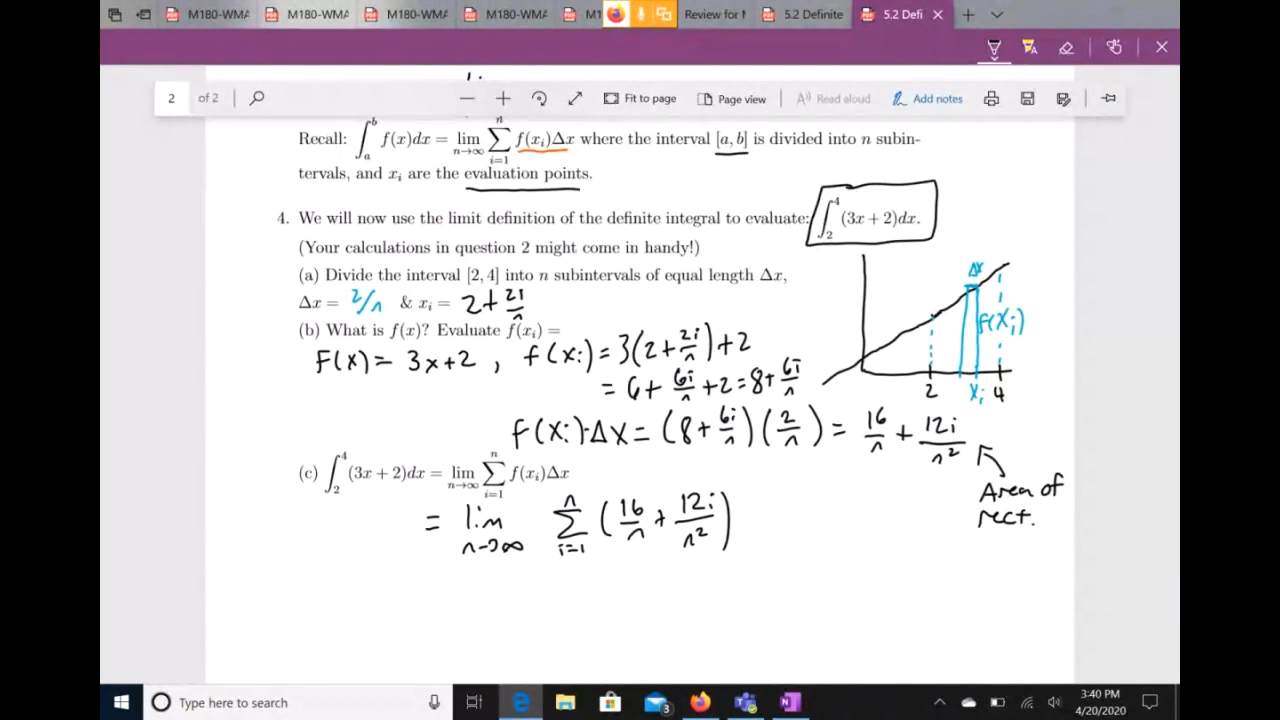 M180-WMA M180-WMA M180-WMA M180-WMA M1 Review for M 5.2 Definite 5.2 Defi
2 of 2 Fit to page Page view Read aloud Add notes
Recall: ∫_a^b f(x)dx = lim_{n→∞} ∑_{i=1}^n f(x_i)Δx where the interval [a, b] is divided into n subin-
tervals, and x_i are the evaluation points.
4. We will now use the limit definition of the definite integral to evaluate: ∫_2^4 (3x + 2)dx.
(Your calculations in question 2 might come in handy!)
(a) Divide the interval [2, 4] into n subintervals of equal length Δx,
Δx = 2/n & x_i = 2 + 2i/n
(b) What is f(x)? Evaluate f(x_i) =
F(x) = 3x+2 , f(x_i) = 3(2 + 2i/n) + 2
= 6 + 6i/n + 2 = 8 + 6i/n
Δx
f(x_i)
2 x_i 4
f(x_i)·Δx = (8 + 6i/n)(2/n) = 16/n + 12i/n²
Area of
rect.
(c) ∫_2^4 (3x + 2)dx = lim_{n→∞} ∑_{i=1}^n f(x_i)Δx
= lim_{n→∞} ∑_{i=1}^n (16/n + 12i/n²)
Type here to search
3
3:40 PM
4/20/2020